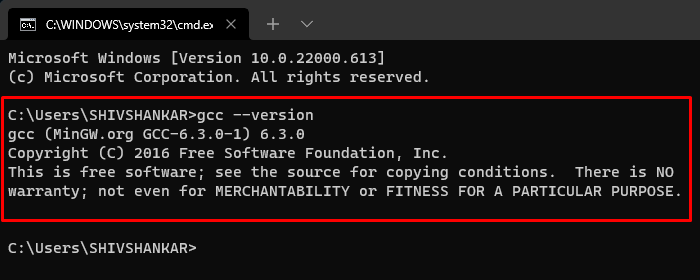 C:\WINDOWS\system32\cmd.ex
Microsoft Windows [Version 10.0.22000.613]
(c) Microsoft Corporation. All rights reserved.
C:\Users\SHIVSHANKAR>gcc --version
gcc (MinGW.org GCC-6.3.0-1) 6.3.0
Copyright (C) 2016 Free Software Foundation, Inc.
This is free software; see the source for copying conditions.  There is NO
warranty; not even for MERCHANTABILITY or FITNESS FOR A PARTICULAR PURPOSE.
C:\Users\SHIVSHANKAR>